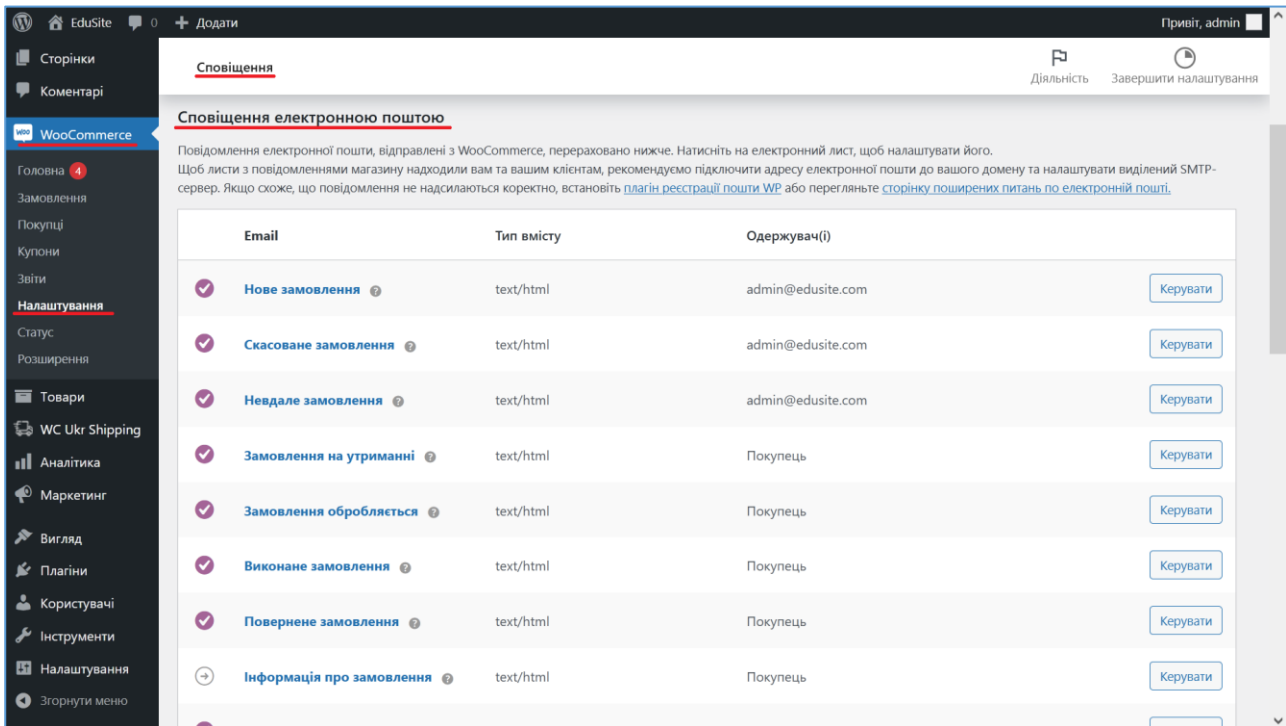 EduSite 0 Додати Привіт, admin
Сторінки
Коментарі
WooCommerce
Головна 4
Замовлення
Покупці
Купони
Звіти
Налаштування
Статус
Розширення
Товари
WC Ukr Shipping
Аналітика
Маркетинг
Вигляд
Плагіни
Користувачі
Інструменти
Налаштування
Згорнути меню
Сповіщення
Діяльність Завершити налаштування
Сповіщення електронною поштою
Повідомлення електронної пошти, відправлені з WooCommerce, перераховано нижче. Натисніть на електронний лист, щоб налаштувати його.
Щоб листи з повідомленнями магазину надходили вам та вашим клієнтам, рекомендуємо підключити адресу електронної пошти до вашого домену та налаштувати виділений SMTP-
сервер. Якщо схоже, що повідомлення не надсилаються коректно, встановіть плагін реєстрації пошти WP або перегляньте сторінку поширених питань по електронній пошті.
Email Тип вмісту Одержувач(і)
Нове замовлення text/html admin@edusite.com Керувати
Скасоване замовлення text/html admin@edusite.com Керувати
Невдале замовлення text/html admin@edusite.com Керувати
Замовлення на утриманні text/html Покупець Керувати
Замовлення обробляється text/html Покупець Керувати
Виконане замовлення text/html Покупець Керувати
Повернене замовлення text/html Покупець Керувати
Інформація про замовлення text/html Покупець Керувати